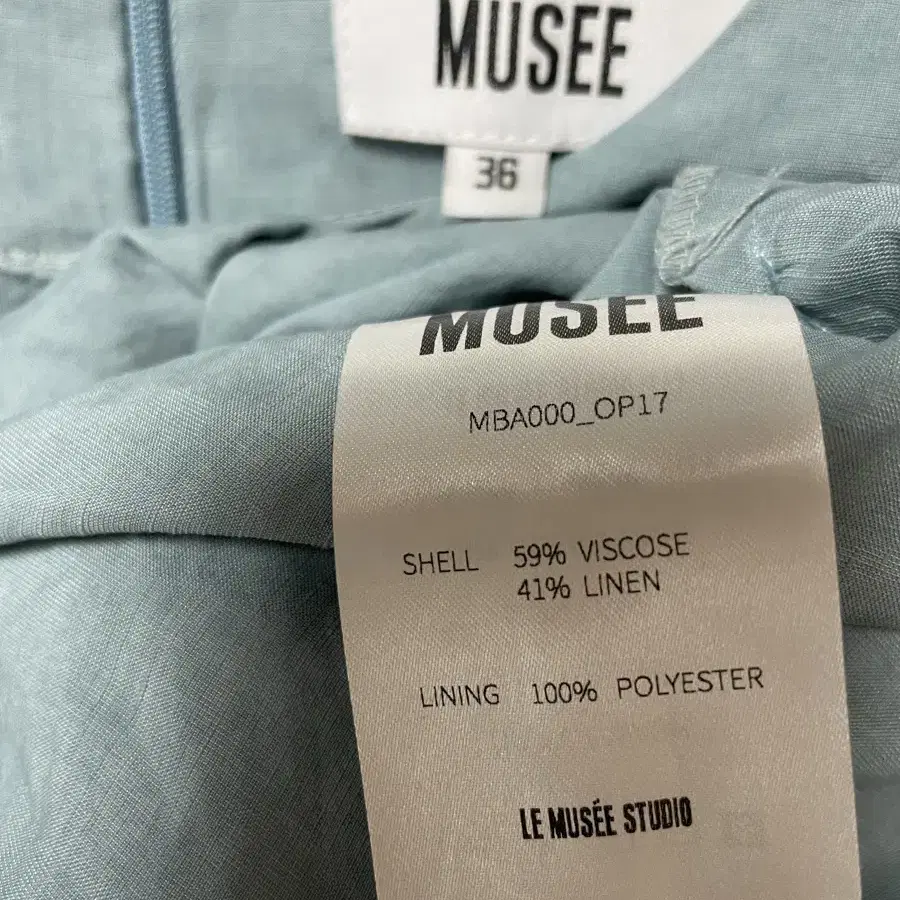 MUSEE
36
MUSEE
MBA000_OP17
SHELL 59% VISCOSE
41% LINEN
LINING 100% POLYESTER
LE MUSÉE STUDIO